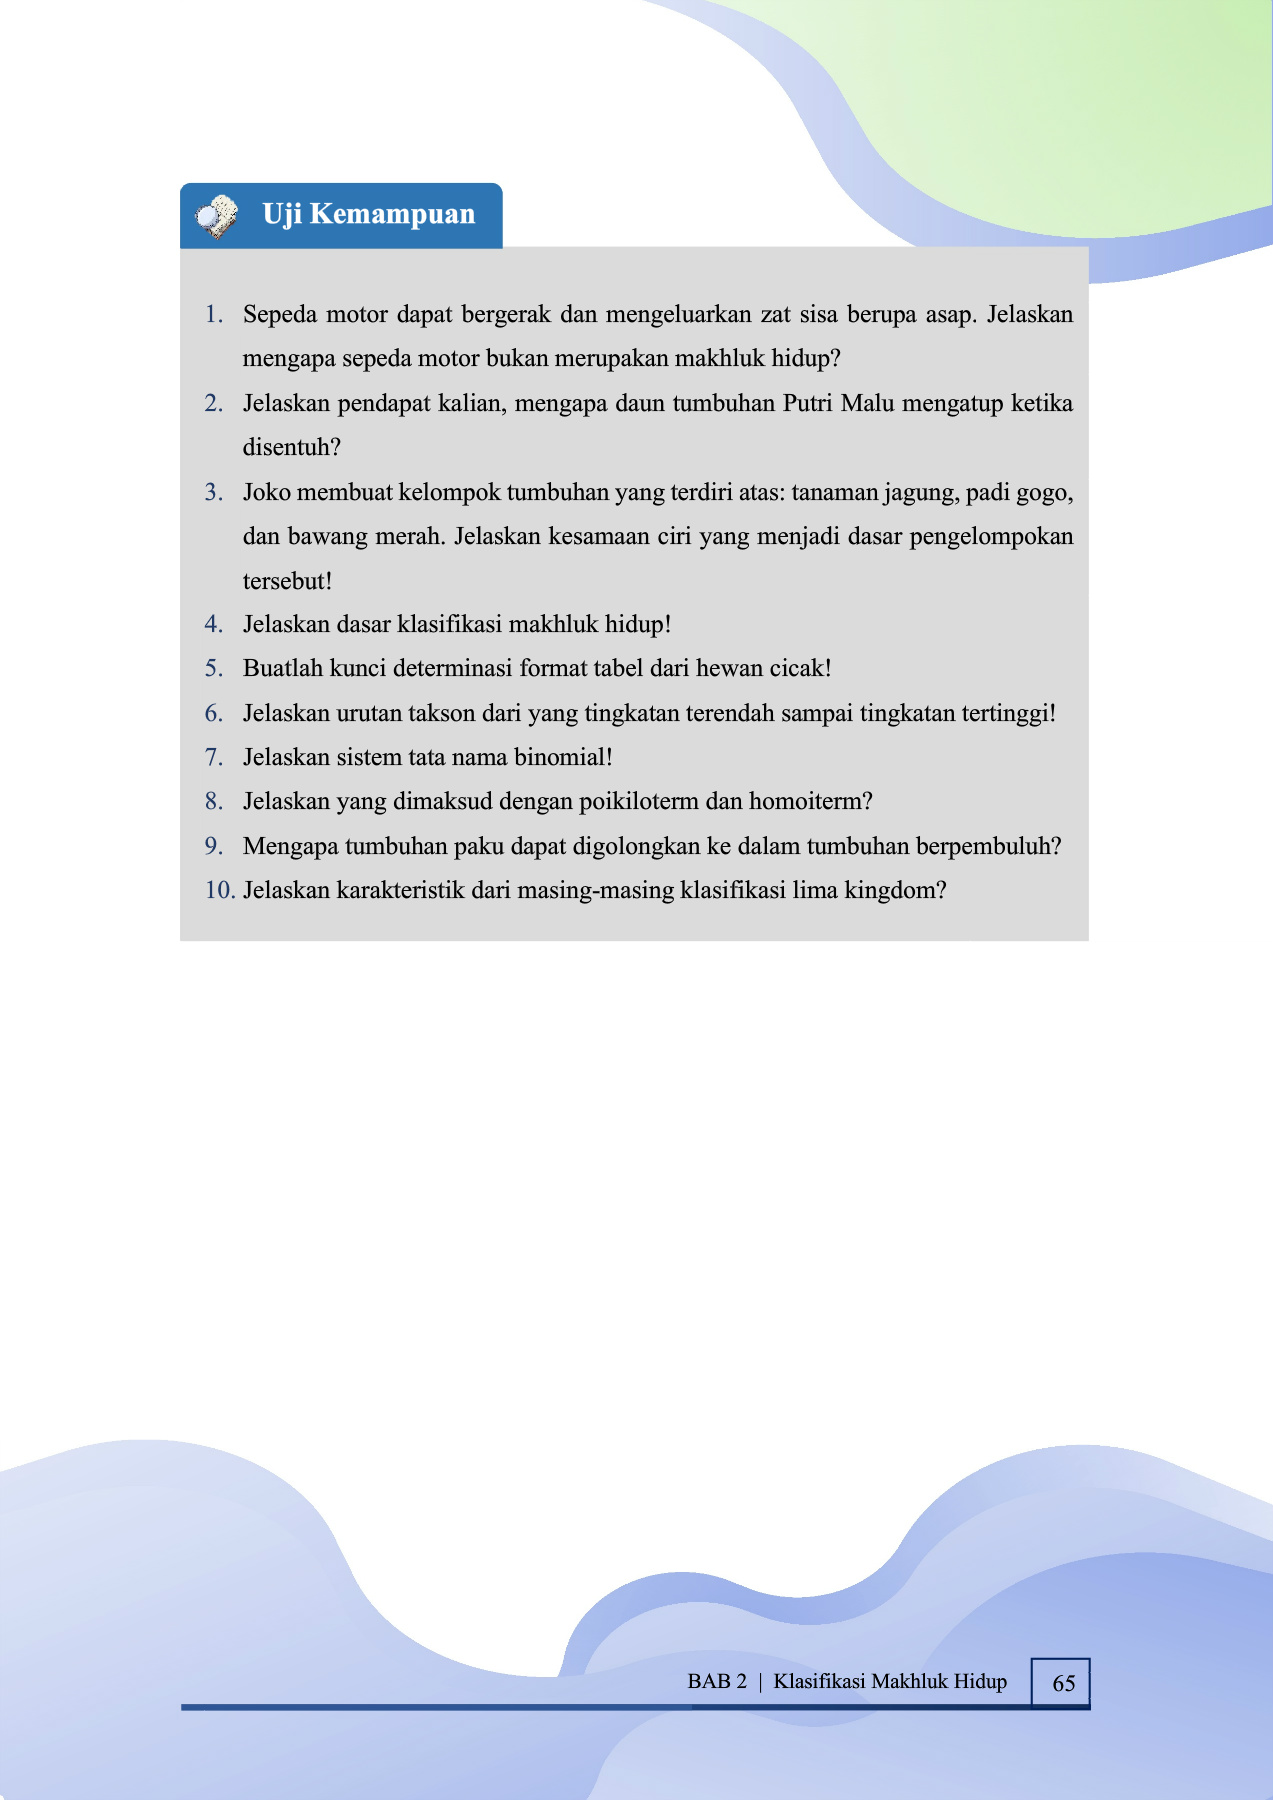 Uji Kemampuan
1. Sepeda motor dapat bergerak dan mengeluarkan zat sisa berupa asap. Jelaskan
mengapa sepeda motor bukan merupakan makhluk hidup?
2. Jelaskan pendapat kalian, mengapa daun tumbuhan Putri Malu mengatup ketika
disentuh?
3. Joko membuat kelompok tumbuhan yang terdiri atas: tanaman jagung, padi gogo,
dan bawang merah. Jelaskan kesamaan ciri yang menjadi dasar pengelompokan
tersebut!
4. Jelaskan dasar klasifikasi makhluk hidup!
5. Buatlah kunci determinasi format tabel dari hewan cicak!
6. Jelaskan urutan takson dari yang tingkatan terendah sampai tingkatan tertinggi!
7. Jelaskan sistem tata nama binomial!
8. Jelaskan yang dimaksud dengan poikiloterm dan homoiterm?
9. Mengapa tumbuhan paku dapat digolongkan ke dalam tumbuhan berpembuluh?
10. Jelaskan karakteristik dari masing-masing klasifikasi lima kingdom?
BAB 2 | Klasifikasi Makhluk Hidup 65